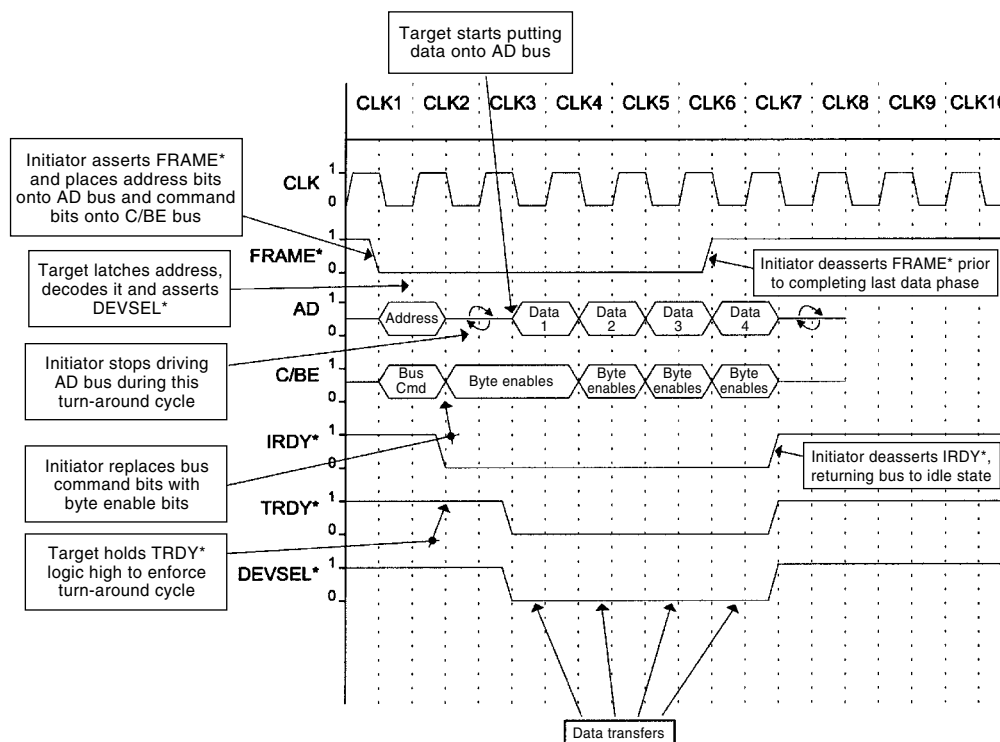 Target starts putting
data onto AD bus
CLK1 CLK2 CLK3 CLK4 CLK5 CLK6 CLK7 CLK8 CLK9 CLK10
Initiator asserts FRAME*
and places address bits
onto AD bus and command
bits onto C/BE bus
CLK
1
0
FRAME*
1
0
Initiator deasserts FRAME* prior
to completing last data phase
Target latches address,
decodes it and asserts
DEVSEL*
AD
1
0
Address
Data
1
Data
2
Data
3
Data
4
Initiator stops driving
AD bus during this
turn-around cycle
C/BE
1
0
Bus
Cmd
Byte enables
Byte
enables
Byte
enables
Byte
enables
IRDY*
1
0
Initiator deasserts IRDY*,
returning bus to idle state
Initiator replaces bus
command bits with
byte enable bits
TRDY*
1
0
Target holds TRDY*
logic high to enforce
turn-around cycle
DEVSEL*
1
0
Data transfers